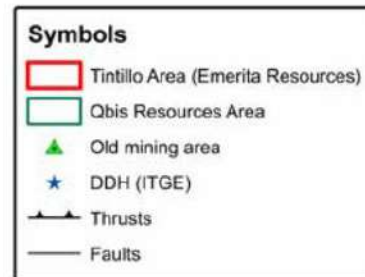 Symbols
Tintillo Area (Emerita Resources)
Qbis Resources Area
Old mining area
DDH (ITGE)
Thrusts
Faults